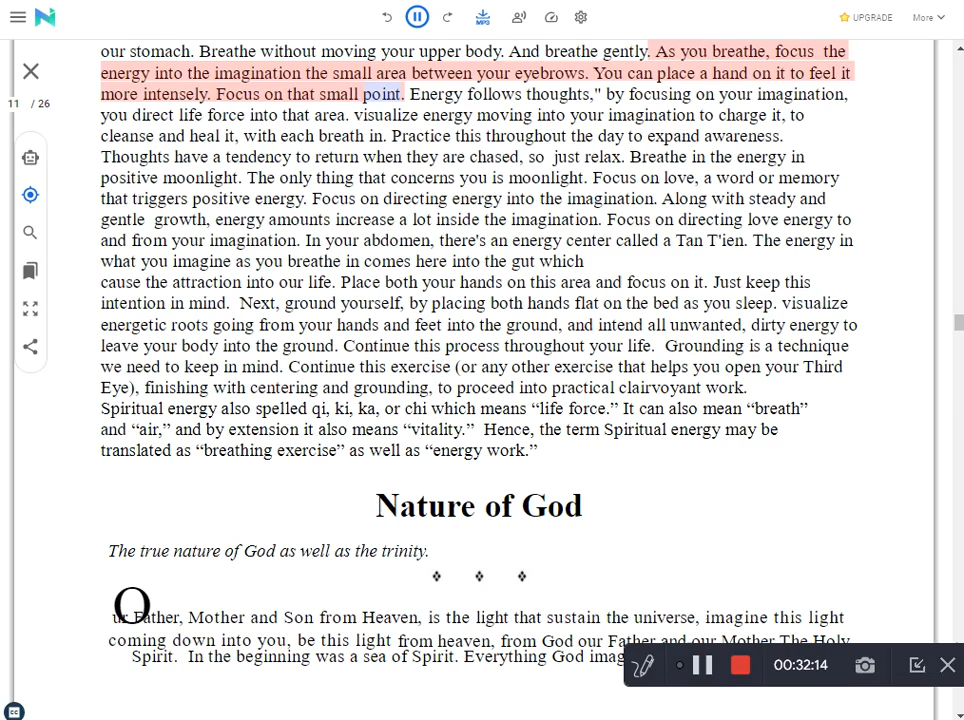 MP3
UPGRADE
More
11 / 26
our stomach. Breathe without moving your upper body. And breathe gently. As you breathe, focus the
energy into the imagination the small area between your eyebrows. You can place a hand on it to feel it
more intensely. Focus on that small point. Energy follows thoughts," by focusing on your imagination,
you direct life force into that area. visualize energy moving into your imagination to charge it, to
cleanse and heal it, with each breath in. Practice this throughout the day to expand awareness.
Thoughts have a tendency to return when they are chased, so just relax. Breathe in the energy in
positive moonlight. The only thing that concerns you is moonlight. Focus on love, a word or memory
that triggers positive energy. Focus on directing energy into the imagination. Along with steady and
gentle growth, energy amounts increase a lot inside the imagination. Focus on directing love energy to
and from your imagination. In your abdomen, there's an energy center called a Tan T'ien. The energy in
what you imagine as you breathe in comes here into the gut which
cause the attraction into our life. Place both your hands on this area and focus on it. Just keep this
intention in mind. Next, ground yourself, by placing both hands flat on the bed as you sleep. visualize
energetic roots going from your hands and feet into the ground, and intend all unwanted, dirty energy to
leave your body into the ground. Continue this process throughout your life. Grounding is a technique
we need to keep in mind. Continue this exercise (or any other exercise that helps you open your Third
Eye), finishing with centering and grounding, to proceed into practical clairvoyant work.
Spiritual energy also spelled qi, ki, ka, or chi which means “life force.” It can also mean “breath”
and “air,” and by extension it also means “vitality.” Hence, the term Spiritual energy may be
translated as “breathing exercise” as well as “energy work.”
Nature of God
The true nature of God as well as the trinity.
Our Father, Mother and Son from Heaven, is the light that sustain the universe, imagine this light
coming down into you, be this light from heaven, from God our Father and our Mother The Holy
Spirit. In the beginning was a sea of Spirit. Everything God
00:32:14
CC